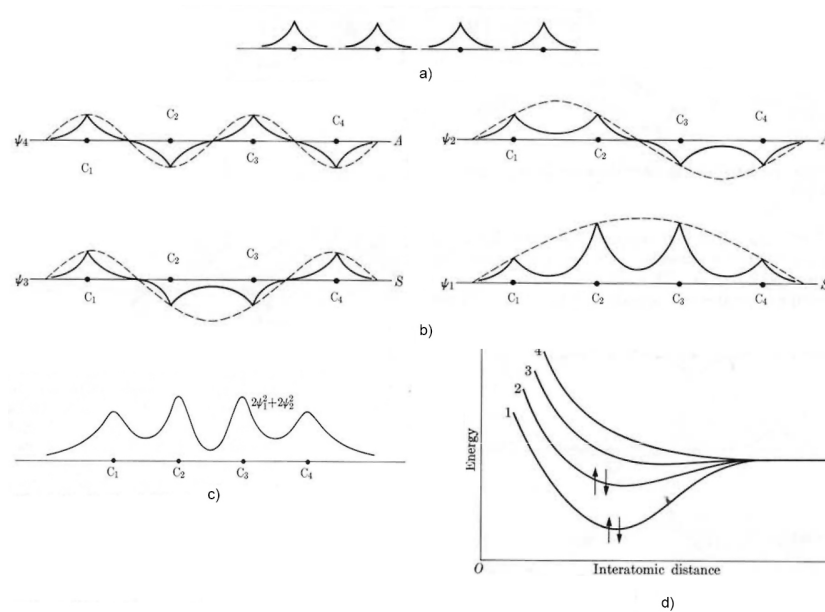 a)
C₂ C₄
ψ₄ A
C₁ C₃
C₃ C₄
ψ₂
C₁ C₂
C₂ C₃
ψ₃ S
C₁ C₄
ψ₁ S
C₁ C₂ C₃ C₄
b)
2ψ₁²+2ψ₂²
C₁ C₂ C₃ C₄
c)
4
3
2
1
Energy
O Interatomic distance
d)